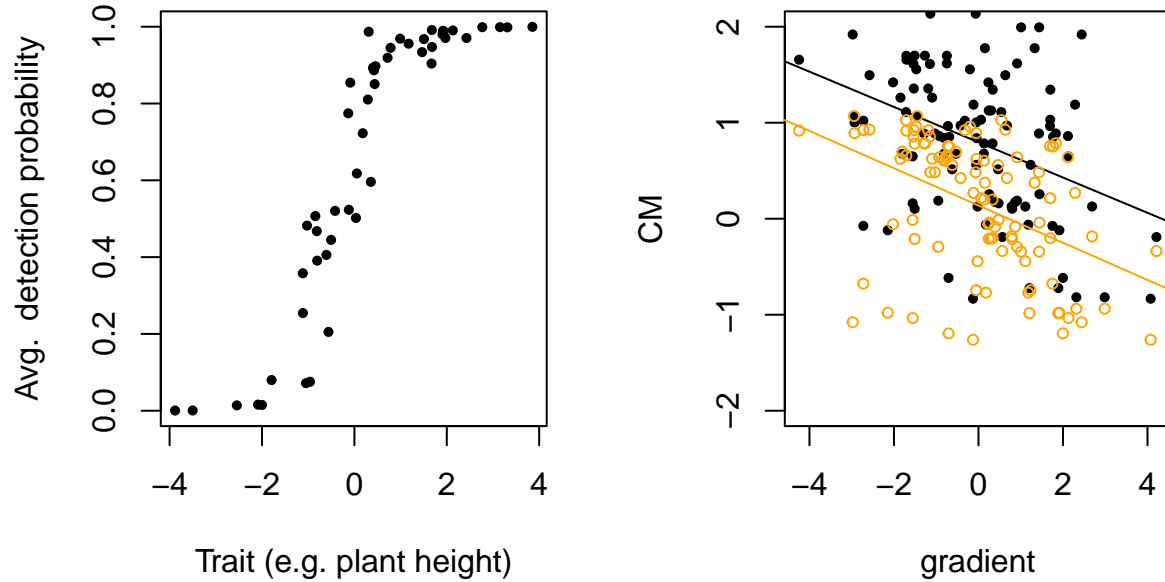 Avg.  detection probability
1.0
0.8
0.6
0.4
0.2
0.0
−4 −2 0 2 4
Trait (e.g. plant height)
CM
2
1
0
−1
−2
−4 −2 0 2 4
gradient